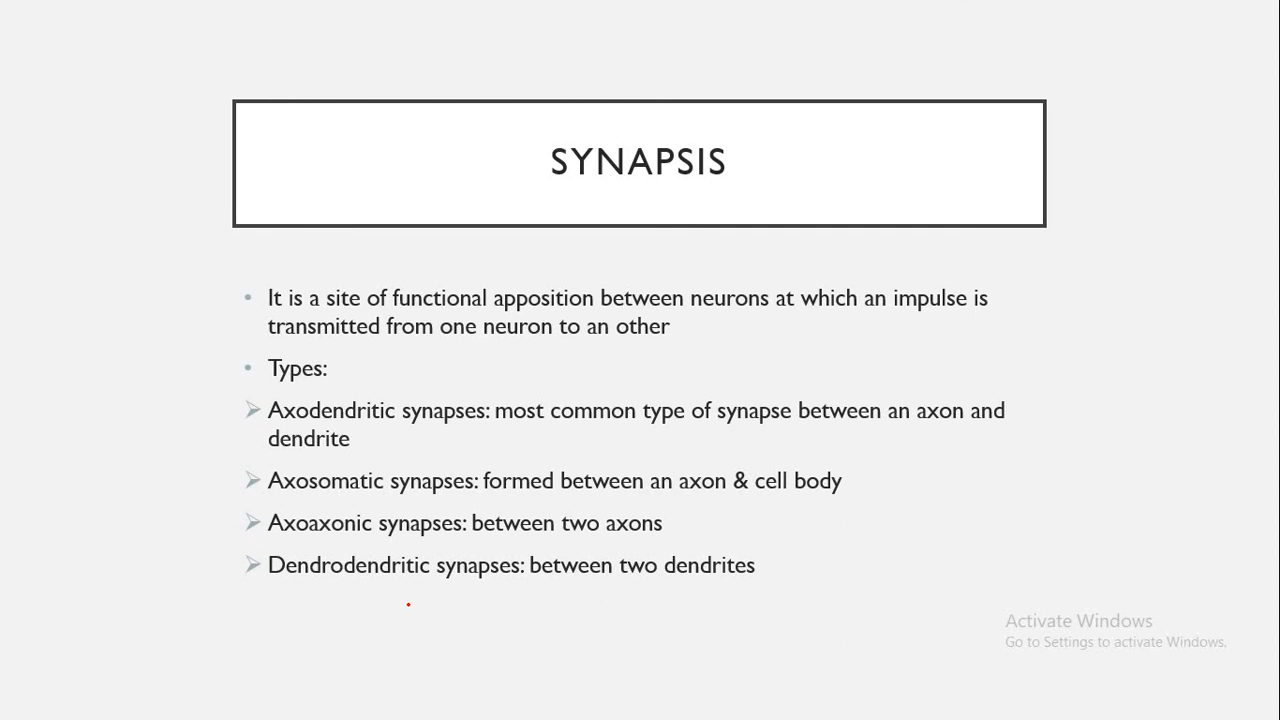 SYNAPSIS
• It is a site of functional apposition between neurons at which an impulse is
transmitted from one neuron to an other
• Types:
➢ Axodendritic synapses: most common type of synapse between an axon and
dendrite
➢ Axosomatic synapses: formed between an axon & cell body
➢ Axoaxonic synapses: between two axons
➢ Dendrodendritic synapses: between two dendrites
Activate Windows
Go to Settings to activate Windows.